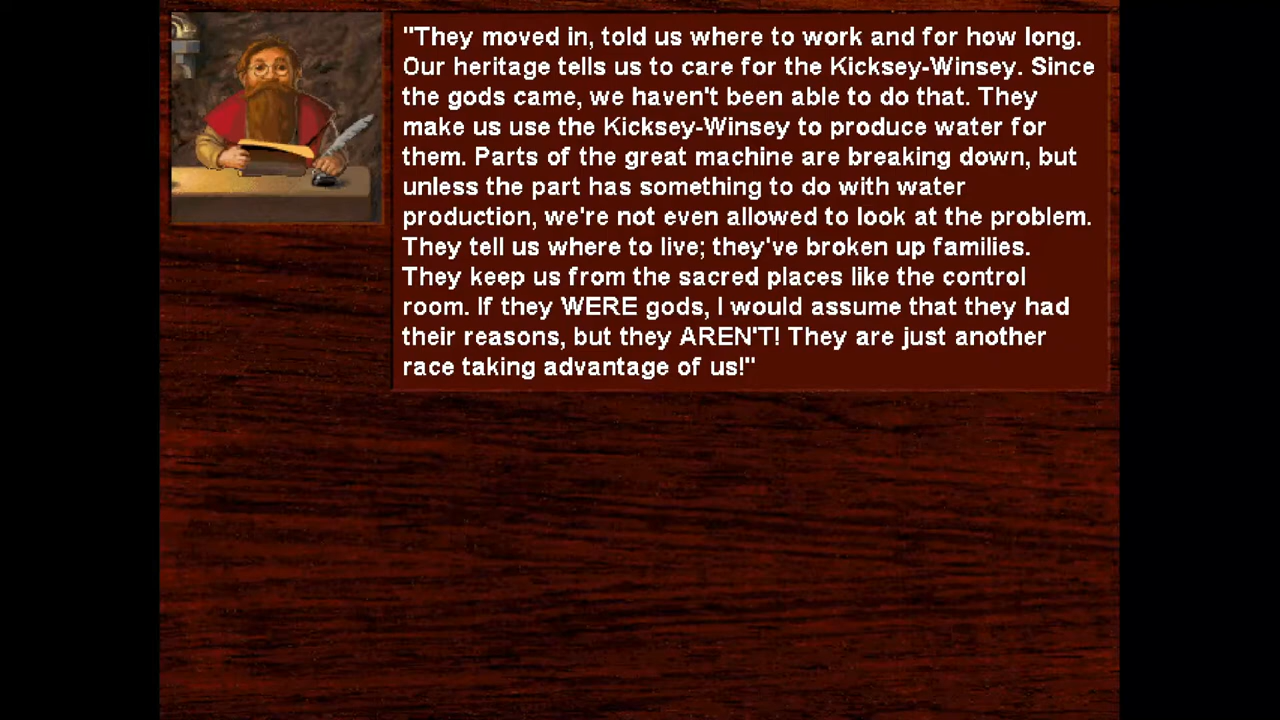 "They moved in, told us where to work and for how long.
Our heritage tells us to care for the Kicksey-Winsey. Since
the gods came, we haven't been able to do that. They
make us use the Kicksey-Winsey to produce water for
them. Parts of the great machine are breaking down, but
unless the part has something to do with water
production, we're not even allowed to look at the problem.
They tell us where to live; they've broken up families.
They keep us from the sacred places like the control
room. If they WERE gods, I would assume that they had
their reasons, but they AREN'T! They are just another
race taking advantage of us!"